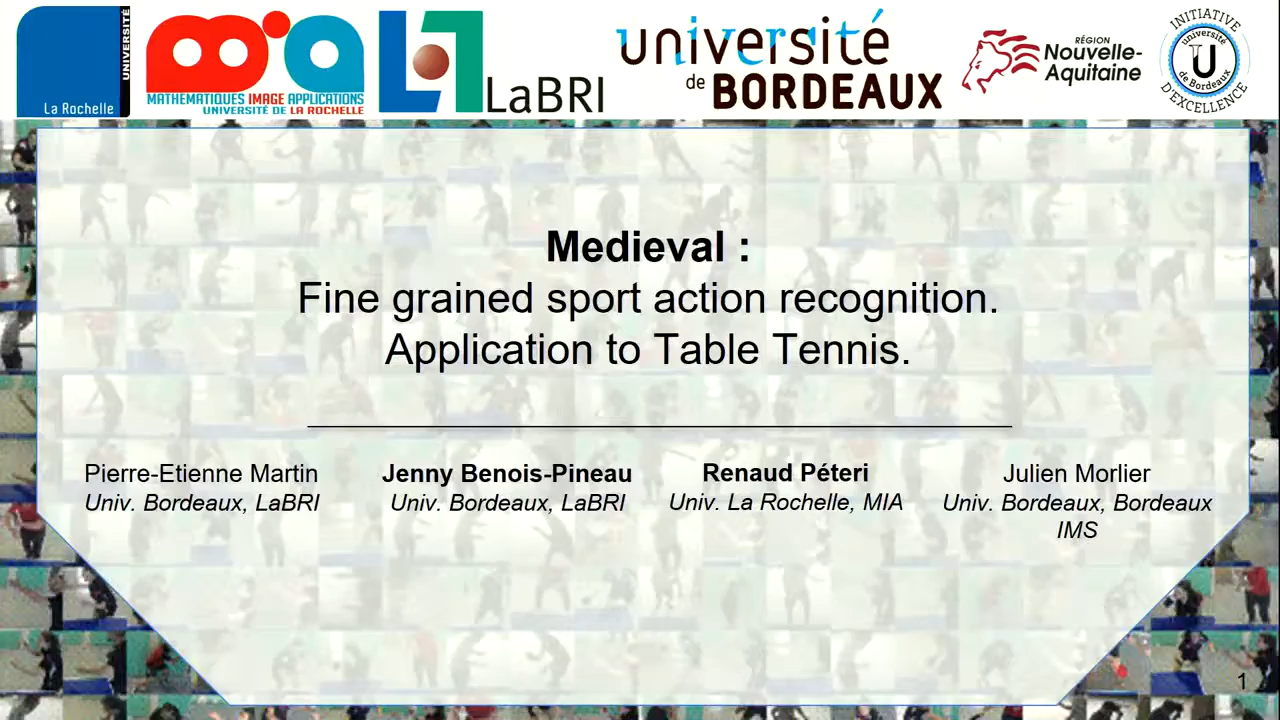 La Rochelle
UNIVERSITÉ
MATHEMATIQUES IMAGE APPLICATIONS
UNIVERSITÉ DE LA ROCHELLE
LaBRI
université
de BORDEAUX
RÉGION
Nouvelle-
Aquitaine
INITIATIVE
université
U
de Bordeaux
D'EXCELLENCE
Medieval :
Fine grained sport action recognition.
Application to Table Tennis.
Pierre-Etienne Martin
Univ. Bordeaux, LaBRI
Jenny Benois-Pineau
Univ. Bordeaux, LaBRI
Renaud Péteri
Univ. La Rochelle, MIA
Julien Morlier
Univ. Bordeaux, Bordeaux
IMS
1